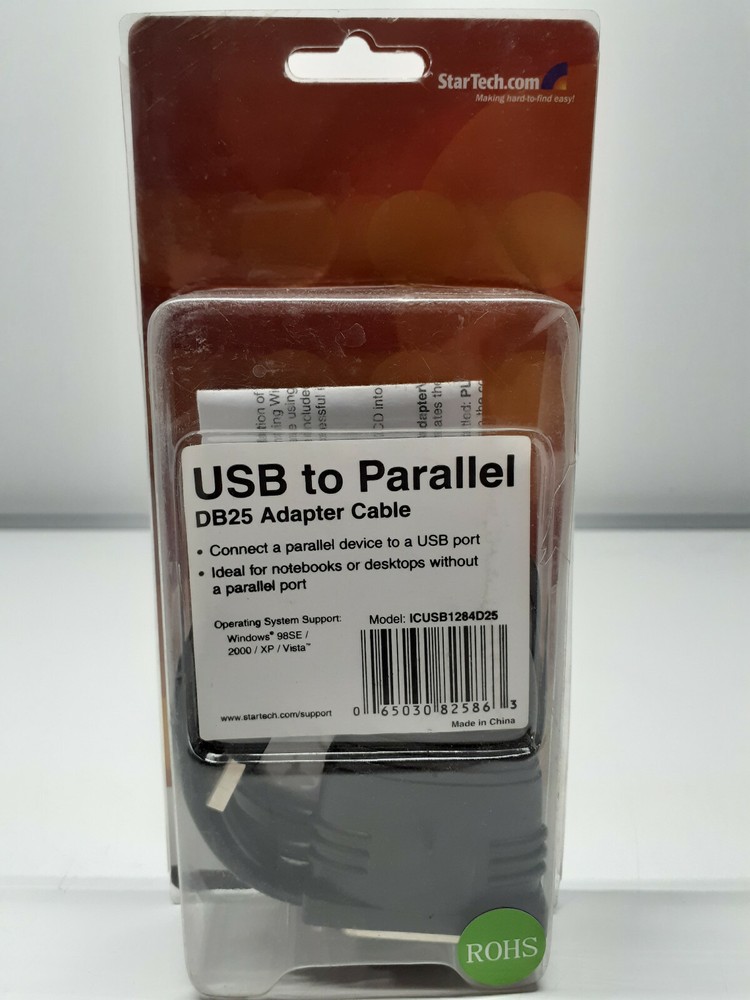 StarTech.com
Making hard-to-find easy!
USB to Parallel
DB25 Adapter Cable
• Connect a parallel device to a USB port
• Ideal for notebooks or desktops without
a parallel port
Operating System Support:
Windows® 98SE /
2000 / XP / Vista™
Model: ICUSB1284D25
0 65030 82586 3
www.startech.com/support
Made in China
ROHS